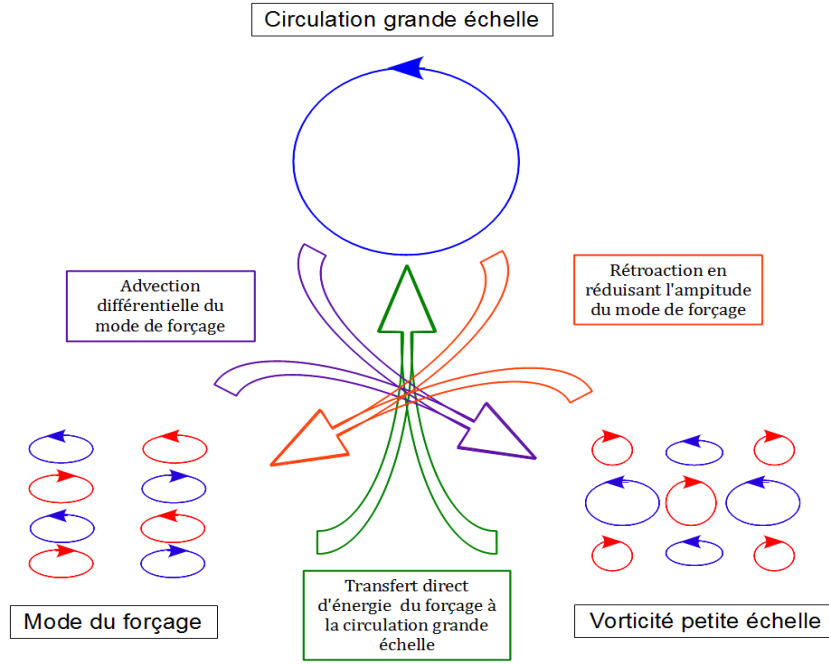 Circulation grande échelle
Advection
différentielle du
mode de forçage
Rétroaction en
réduisant l'ampitude
du mode de forçage
Mode du forçage
Transfert direct
d'énergie du forçage à
la circulation grande
échelle
Vorticité petite échelle